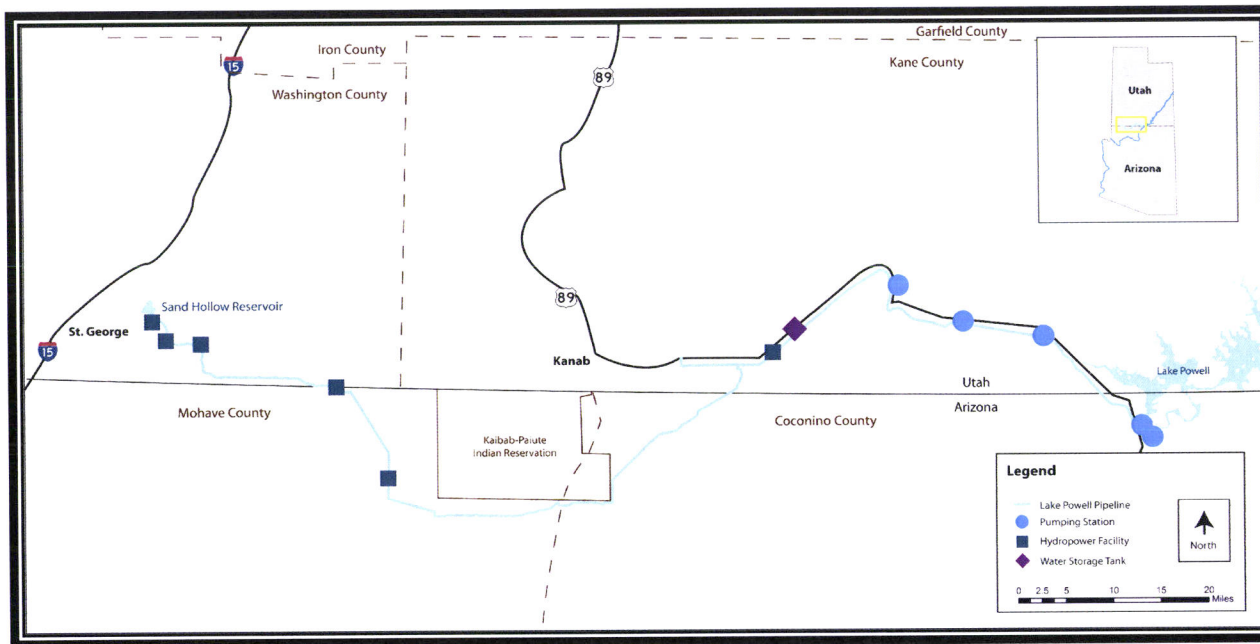 Garfield County
Iron County
15
89
Kane County
Washington County
Utah
Arizona
Sand Hollow Reservoir
89
St. George
15
Kanab
Lake Powell
Utah
Arizona
Mohave County
Coconino County
Kaibab-Paiute
Indian Reservation
Legend
Lake Powell Pipeline
Pumping Station
Hydropower Facility
Water Storage Tank
North
0 2.5 5 10 15 20
Miles